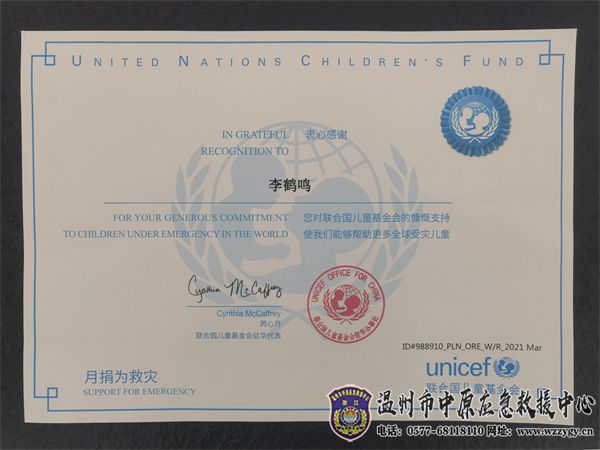 UNITED NATIONS CHILDREN'S FUND
IN GRATEFUL 衷心感谢
RECOGNITION TO
李鹤鸣
FOR YOUR GENEROUS COMMITMENT 您对联合国儿童基金会的慷慨支持
TO CHILDREN UNDER EMERGENCY IN THE WORLD 使我们能够帮助更多全球受灾儿童
Cynthia McCaffrey
Cynthia McCaffrey
芮心月
联合国儿童基金会驻华代表
UNICEF OFFICE FOR CHINA
联合国儿童基金会驻华办事处
ID#988910_PLN_ORE_W/R_2021 Mar
unicef
联合国儿童基金会
月捐为救灾
SUPPORT FOR EMERGENCY
浙江
温州市中原应急救援中心
电话：0577-68118110 网址：www.wzzygy.cn